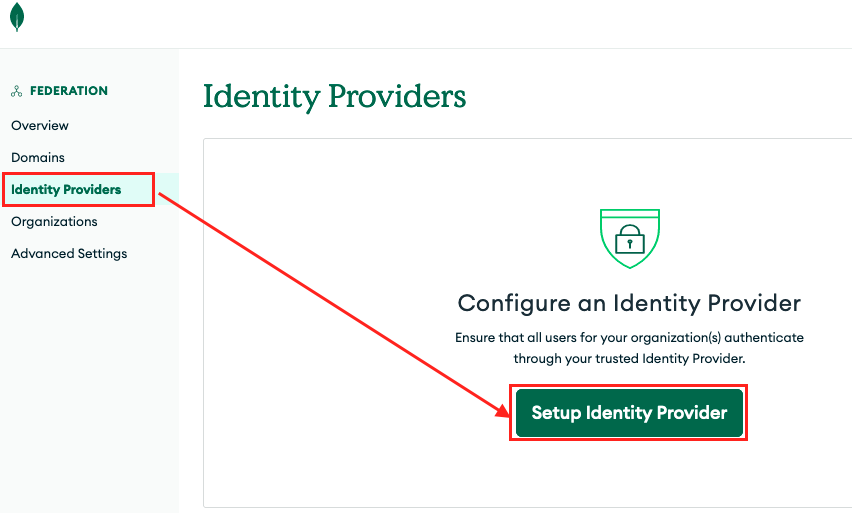 FEDERATION
Overview
Domains
Identity Providers
Organizations
Advanced Settings
Identity Providers
Configure an Identity Provider
Ensure that all users for your organization(s) authenticate
through your trusted Identity Provider.
Setup Identity Provider